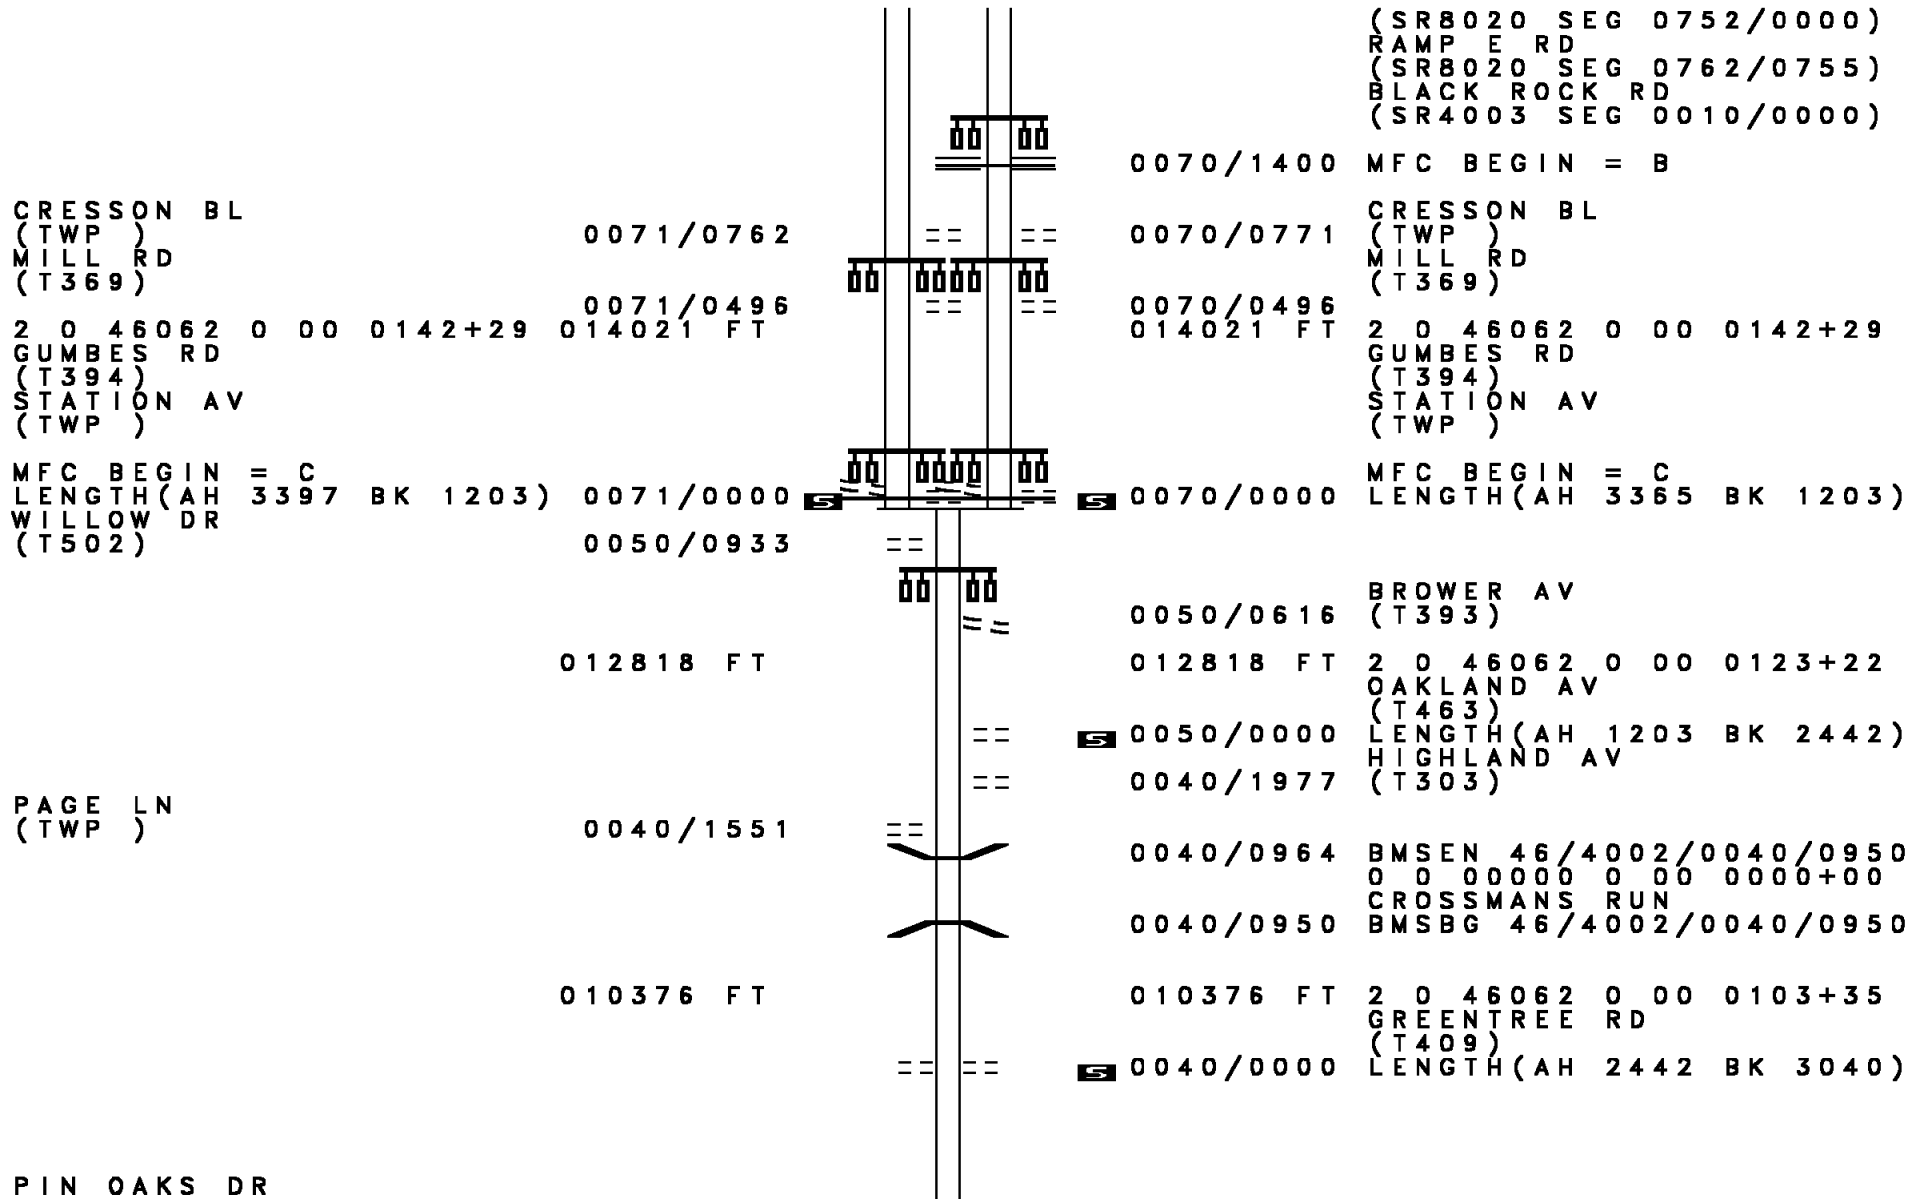 (SR8020 SEG 0752/0000)
RAMP E RD
(SR8020 SEG 0762/0755)
BLACK ROCK RD
(SR4003 SEG 0010/0000)
0070/1400 MFC BEGIN = B
CRESSON BL
(TWP )
0071/0762
MILL RD
(T369)
0071/0496
2 0 46062 0 00 0142+29 014021 FT
GUMBES RD
(T394)
STATION AV
(TWP )
MFC BEGIN = C
LENGTH(AH 3397 BK 1203) 0071/0000 S
WILLOW DR
(T502) 0050/0933
CRESSON BL
0070/0771 (TWP )
MILL RD
(T369)
0070/0496
014021 FT 2 0 46062 0 00 0142+29
GUMBES RD
(T394)
STATION AV
(TWP )
MFC BEGIN = C
S 0070/0000 LENGTH(AH 3365 BK 1203)
BROWER AV
0050/0616 (T393)
012818 FT
012818 FT 2 0 46062 0 00 0123+22
OAKLAND AV
(T463)
S 0050/0000 LENGTH(AH 1203 BK 2442)
HIGHLAND AV
0040/1977 (T303)
PAGE LN
(TWP ) 0040/1551
0040/0964 BMSEN 46/4002/0040/0950
0 0 00000 0 00 0000+00
CROSSMANS RUN
0040/0950 BMSBG 46/4002/0040/0950
010376 FT
010376 FT 2 0 46062 0 00 0103+35
GREENTREE RD
(T409)
S 0040/0000 LENGTH(AH 2442 BK 3040)
PIN OAKS DR